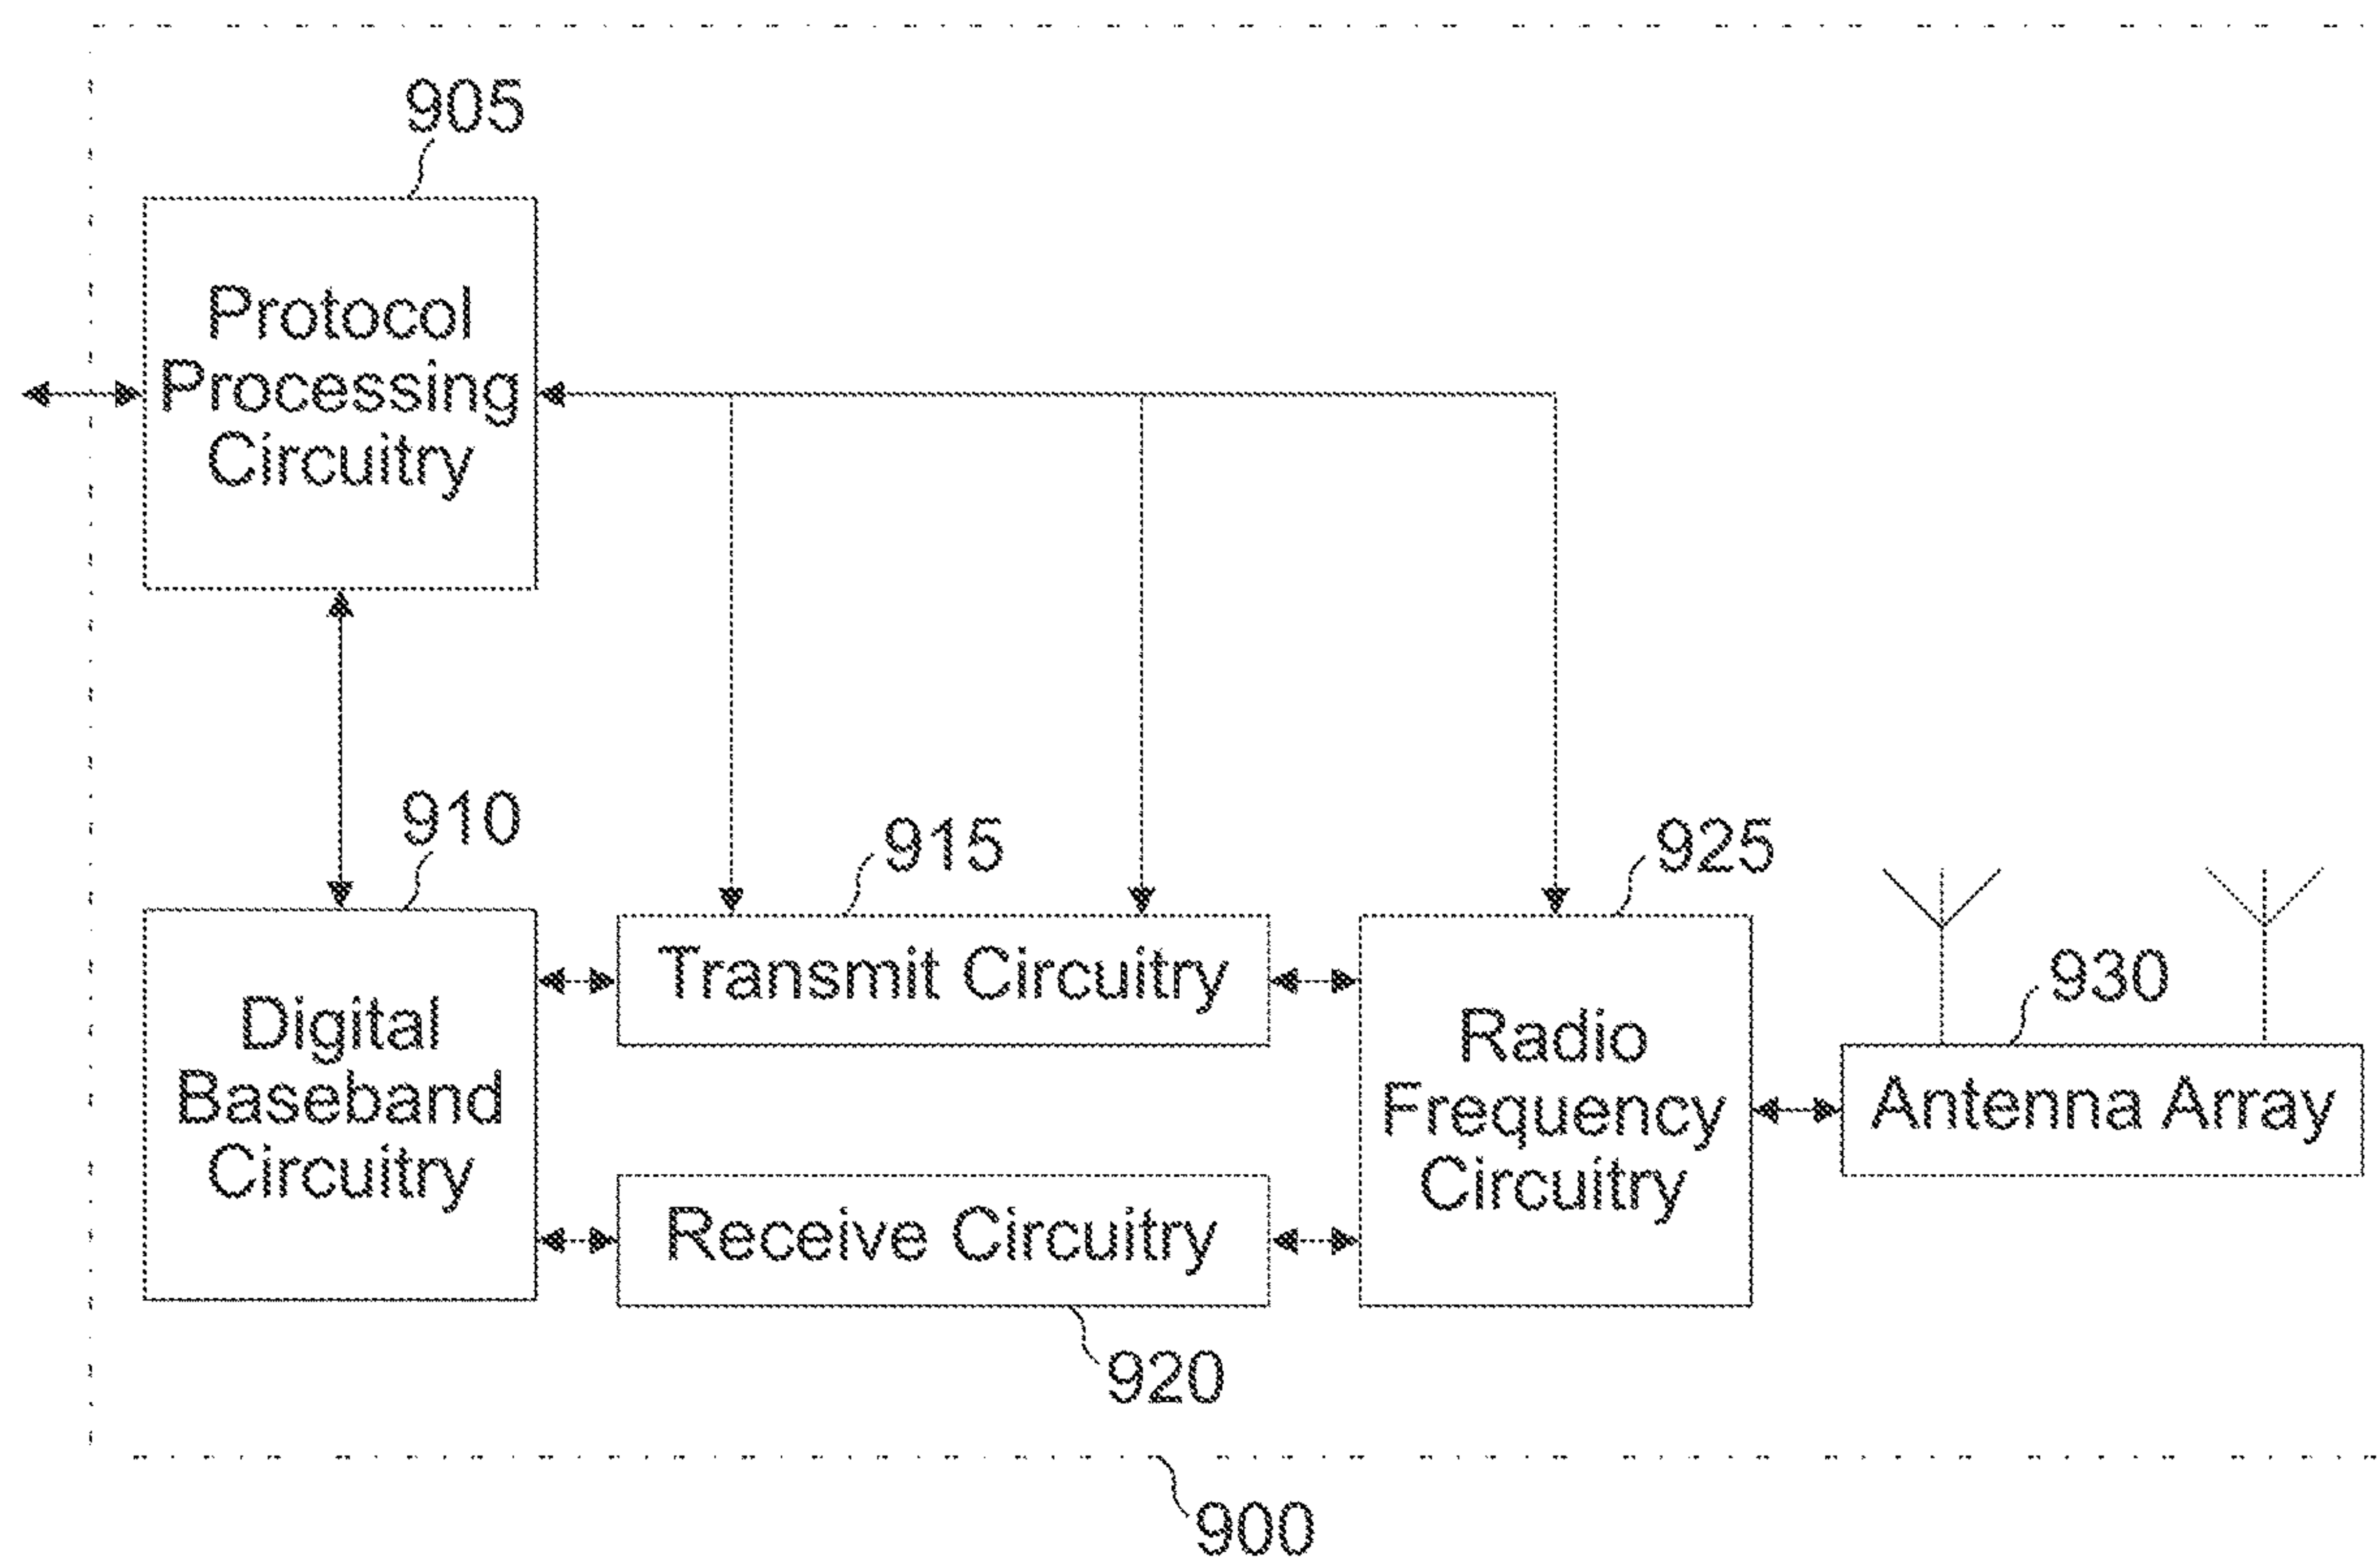 905
Protocol
Processing
Circuitry
910
915
925
930
Digital
Baseband
Circuitry
Transmit Circuitry
Radio
Frequency
Circuitry
Antenna Array
Receive Circuitry
920
900